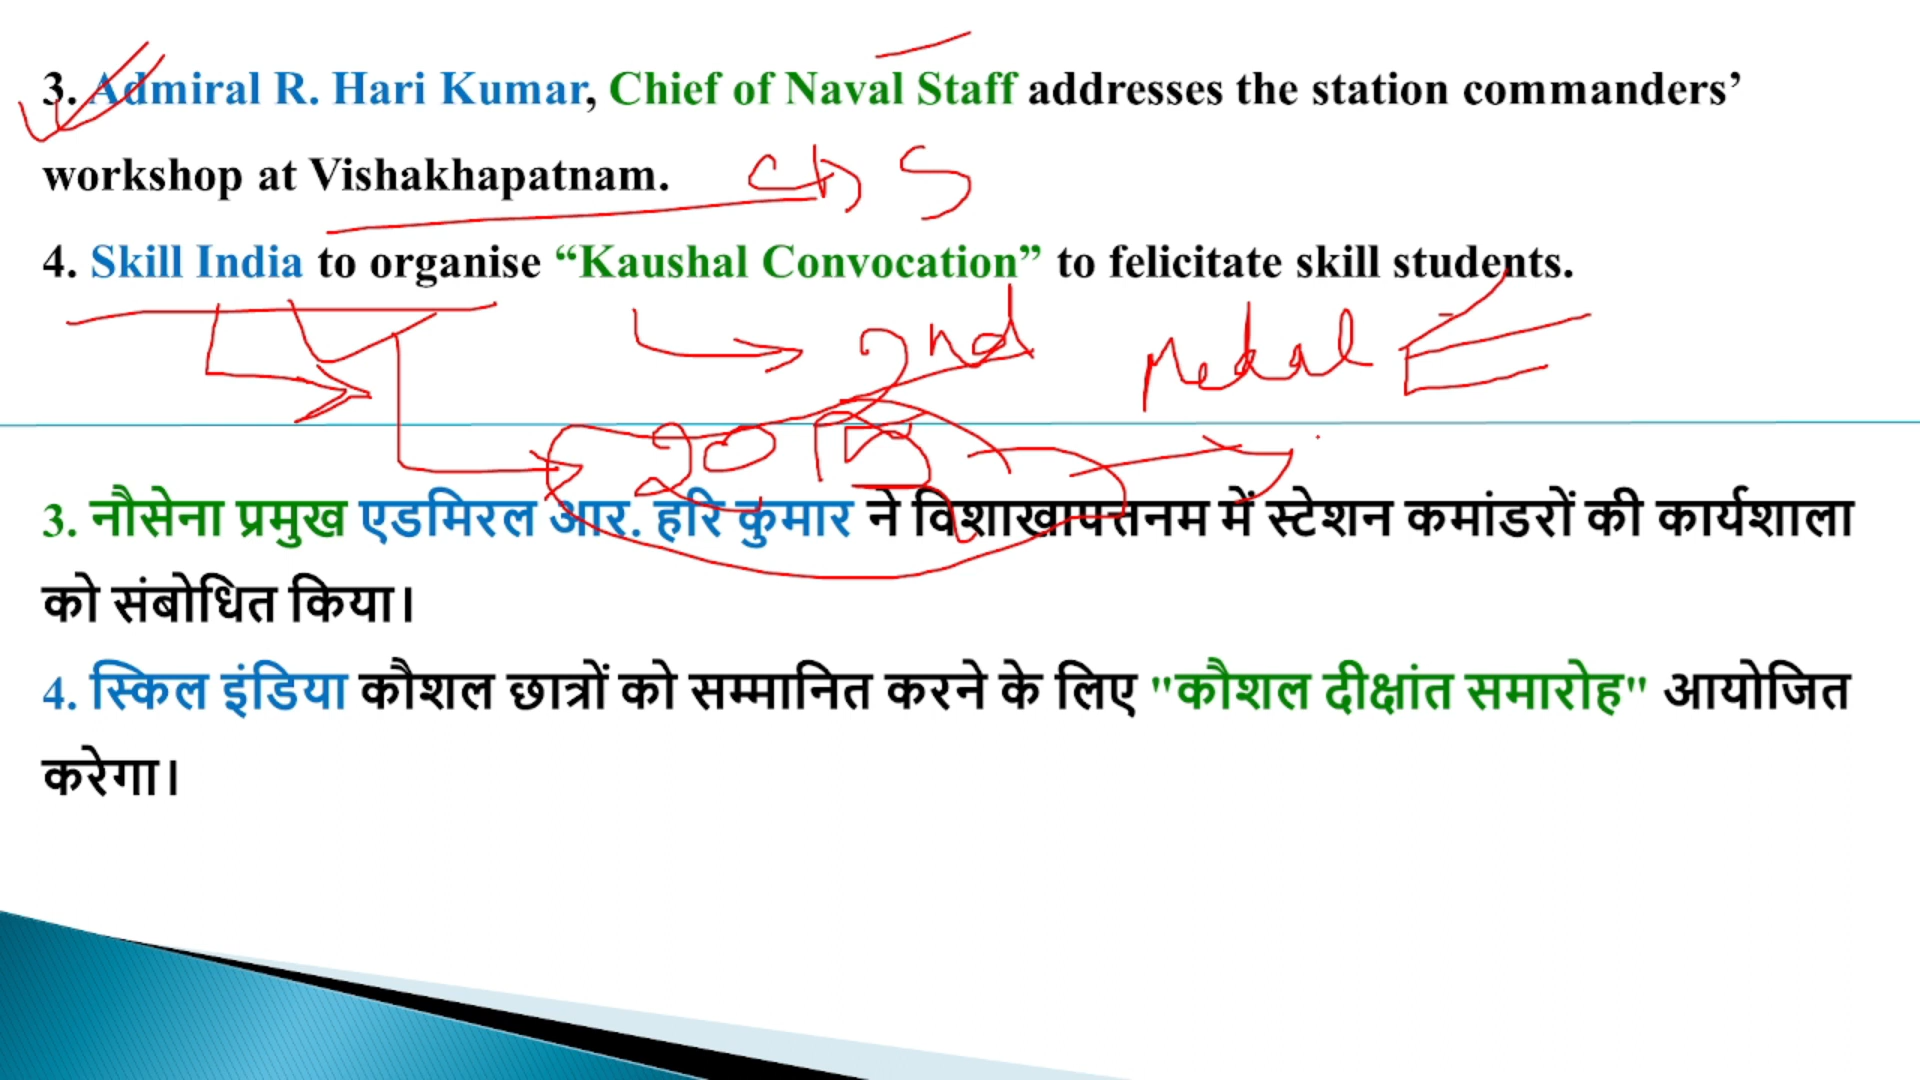 3. Admiral R. Hari Kumar, Chief of Naval Staff addresses the station commanders’
workshop at Vishakhapatnam.
CDS
4. Skill India to organise “Kaushal Convocation” to felicitate skill students.
2nd Medal
2015
3. नौसेना प्रमुख एडमिरल आर. हरि कुमार ने विशाखापत्तनम में स्टेशन कमांडरों की कार्यशाला
को संबोधित किया।
4. स्किल इंडिया कौशल छात्रों को सम्मानित करने के लिए "कौशल दीक्षांत समारोह" आयोजित
करेगा।